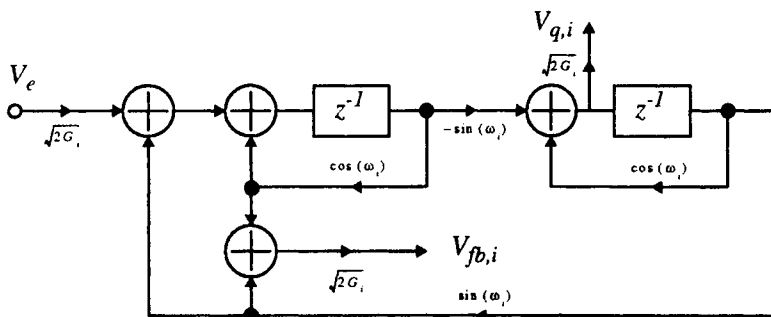 V_{q,i}
√2G_i
V_e
√2G_i
z^{-1}
−sin (ω_i)
z^{-1}
cos (ω_i)
cos (ω_i)
V_{fb,i}
√2G_i
sin (ω_i)